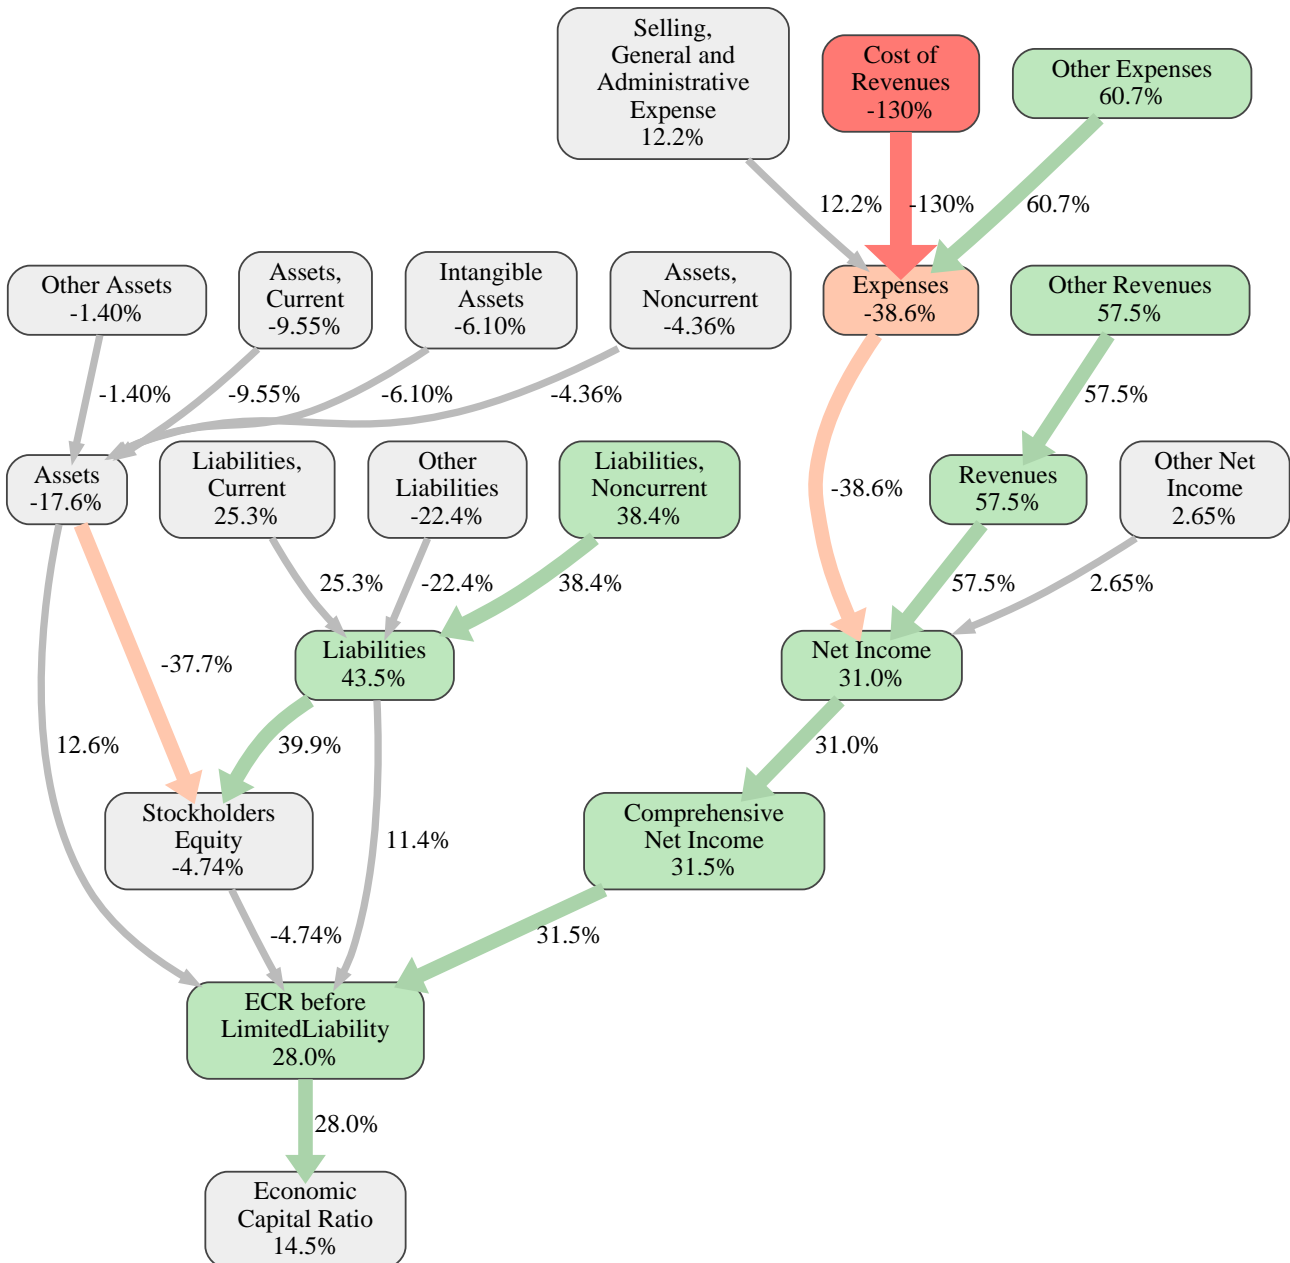 Selling,
General and
Administrative
Expense
12.2%
Cost of
Revenues
-130%
Other Expenses
60.7%
12.2%
-130%
60.7%
Other Assets
-1.40%
Assets,
Current
-9.55%
Intangible
Assets
-6.10%
Assets,
Noncurrent
-4.36%
Expenses
-38.6%
Other Revenues
57.5%
-1.40%
-9.55%
-6.10%
-4.36%
57.5%
Assets
-17.6%
Liabilities,
Current
25.3%
Other
Liabilities
-22.4%
Liabilities,
Noncurrent
38.4%
-38.6%
Revenues
57.5%
Other Net
Income
2.65%
25.3%
-22.4%
38.4%
57.5%
2.65%
-37.7%
Liabilities
43.5%
Net Income
31.0%
12.6%
39.9%
31.0%
Stockholders
Equity
-4.74%
11.4%
Comprehensive
Net Income
31.5%
-4.74%
31.5%
ECR before
LimitedLiability
28.0%
28.0%
Economic
Capital Ratio
14.5%